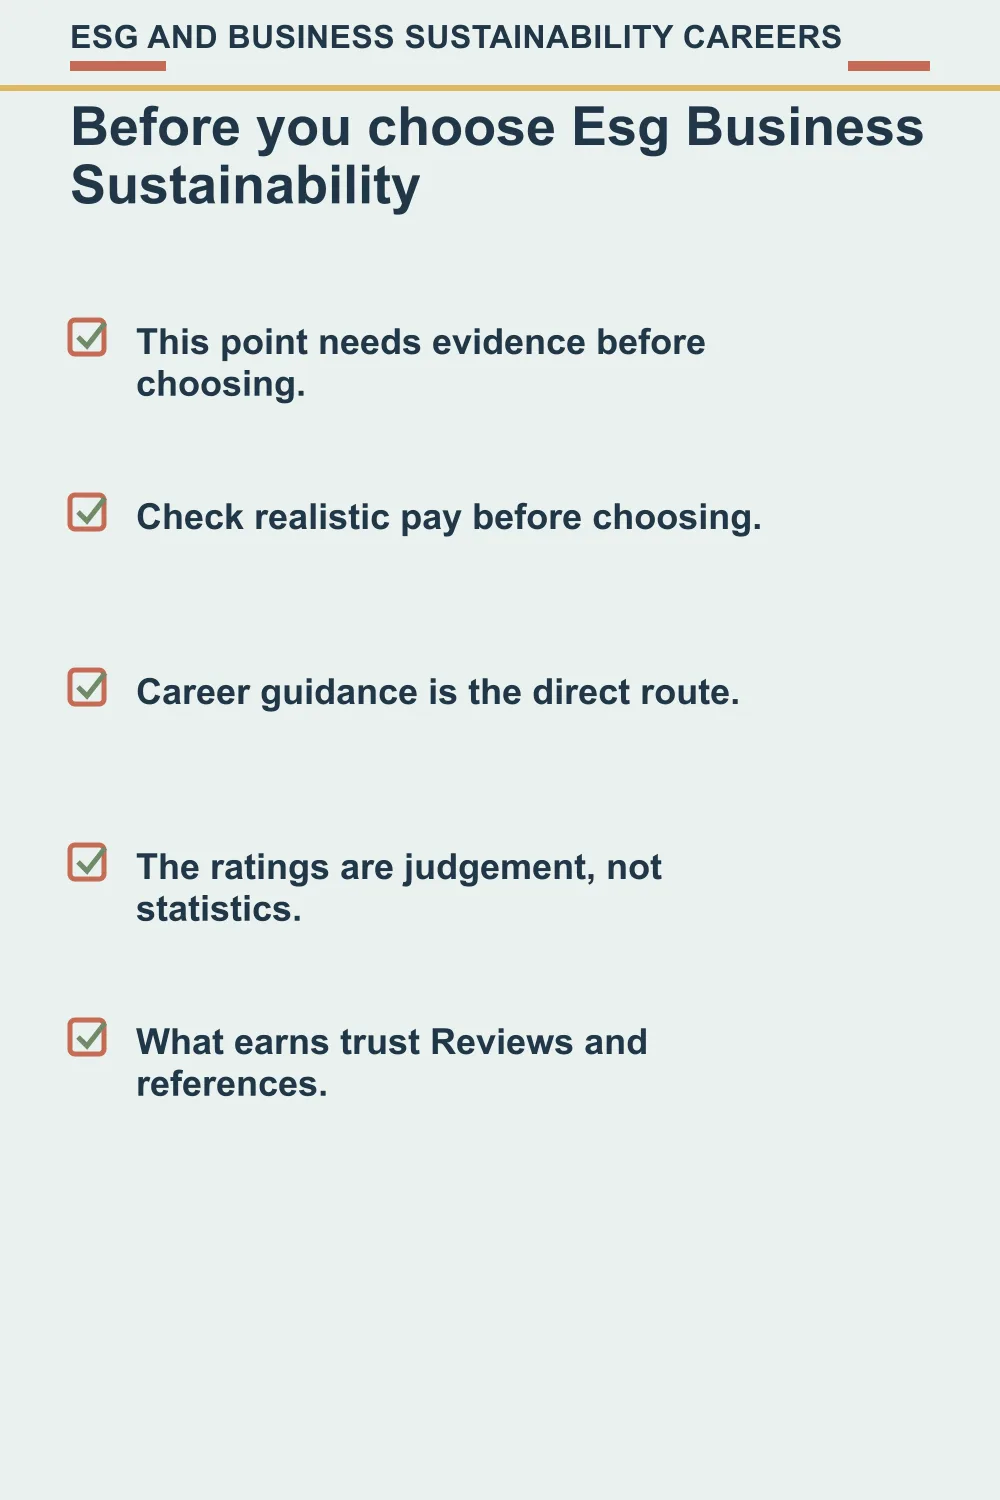 ESG AND BUSINESS SUSTAINABILITY CAREERS
Before you choose Esg Business
Sustainability
This point needs evidence before
choosing.
Check realistic pay before choosing.
Career guidance is the direct route.
The ratings are judgement, not
statistics.
What earns trust Reviews and
references.